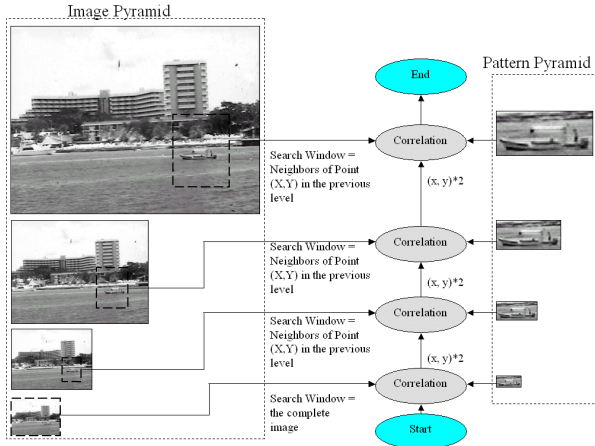 Image Pyramid
Pattern Pyramid
End
Correlation
Search Window =
Neighbors of Point
(X,Y) in the previous
level
(x, y)*2
Correlation
Search Window =
Neighbors of Point
(X,Y) in the previous
level
(x, y)*2
Correlation
Search Window =
Neighbors of Point
(X,Y) in the previous
level
(x, y)*2
Correlation
Search Window =
the complete
image
Start